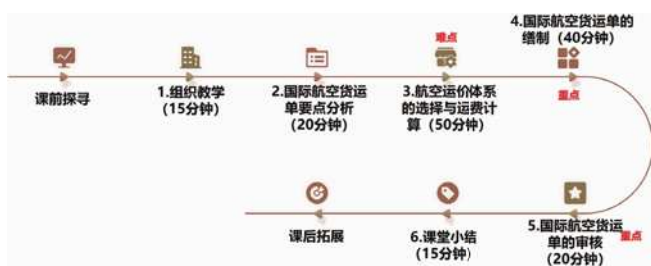 课前探寻
1.组织教学
(15分钟)
2.国际航空货运
单要点分析
(20分钟)
难点
3.航空运价体系
的选择与运费计
算(50分钟)
4.国际航空货运单的
缮制(40分钟)
重点
5.国际航空货运
单的审核
(20分钟)
重点
6.课堂小结
(15分钟)
课后拓展